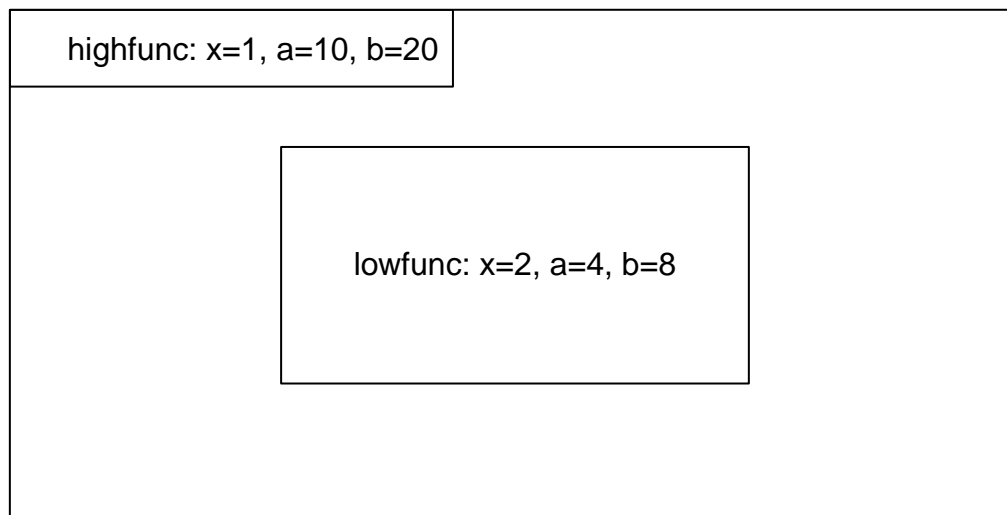 highfunc: x=1, a=10, b=20
lowfunc: x=2, a=4, b=8